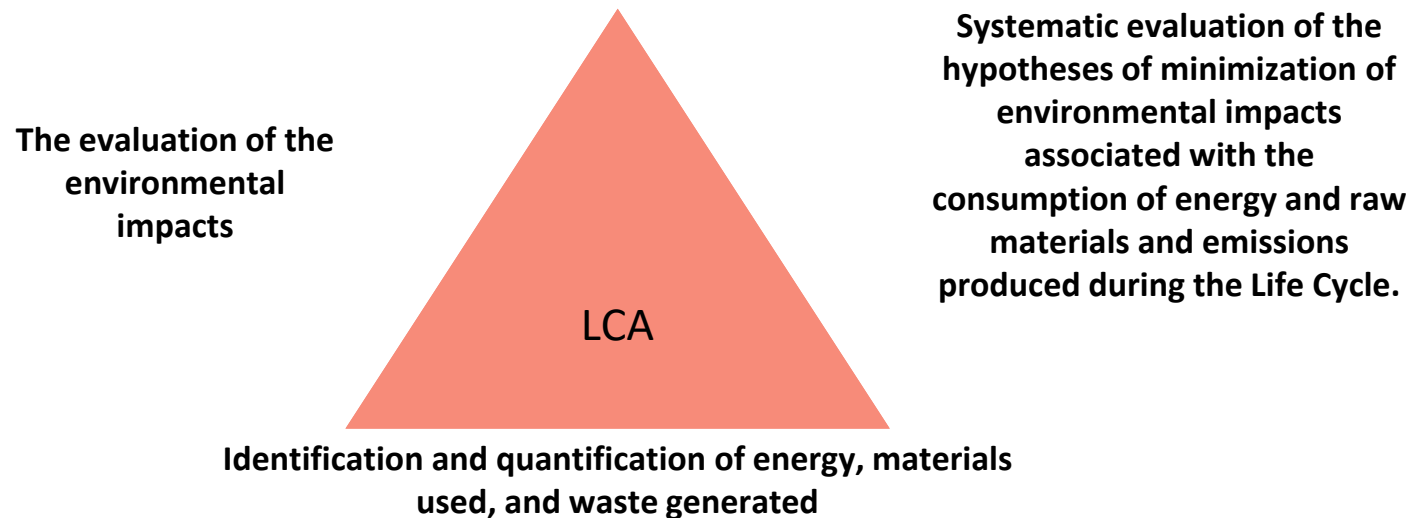 The evaluation of the
environmental
impacts
Systematic evaluation of the
hypotheses of minimization of
environmental impacts
associated with the
consumption of energy and raw
materials and emissions
produced during the Life Cycle.
LCA
Identification and quantification of energy, materials
used, and waste generated